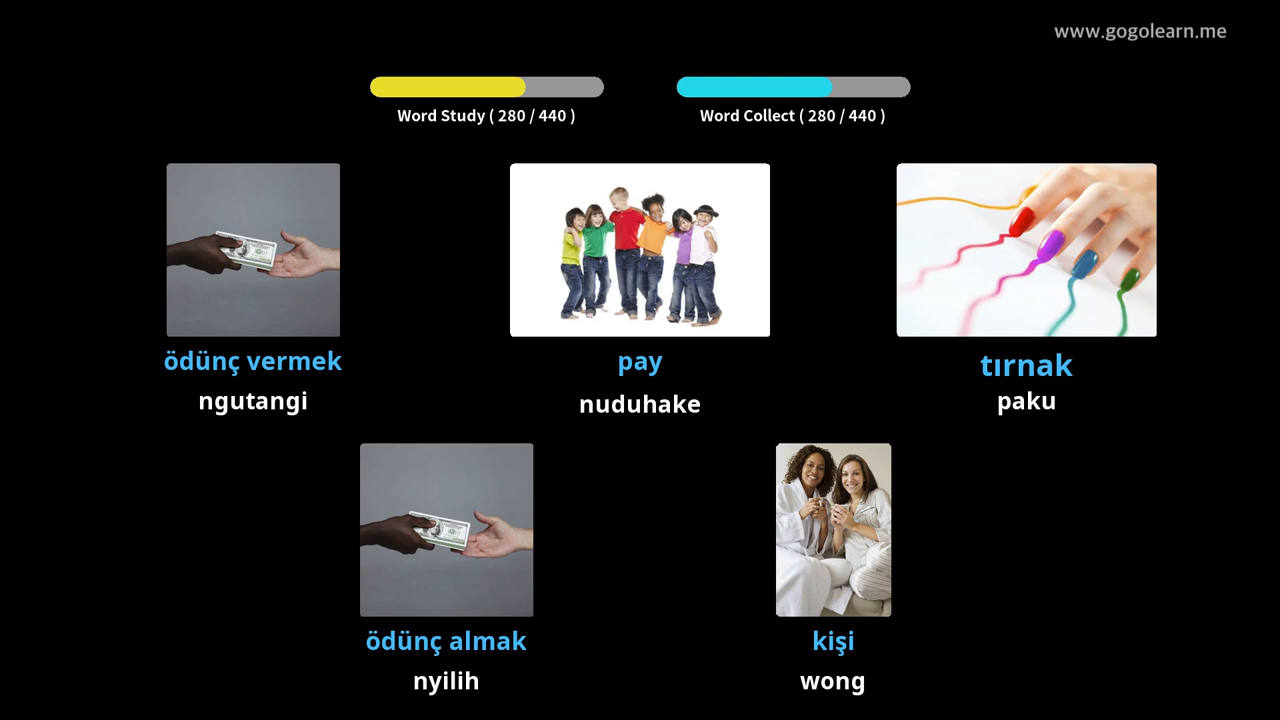 www.gogolearn.me
Word Study ( 280 / 440 )
Word Collect ( 280 / 440 )
ödünç vermek
ngutangi
pay
nuduhake
tırnak
paku
ödünç almak
nyilih
kişi
wong